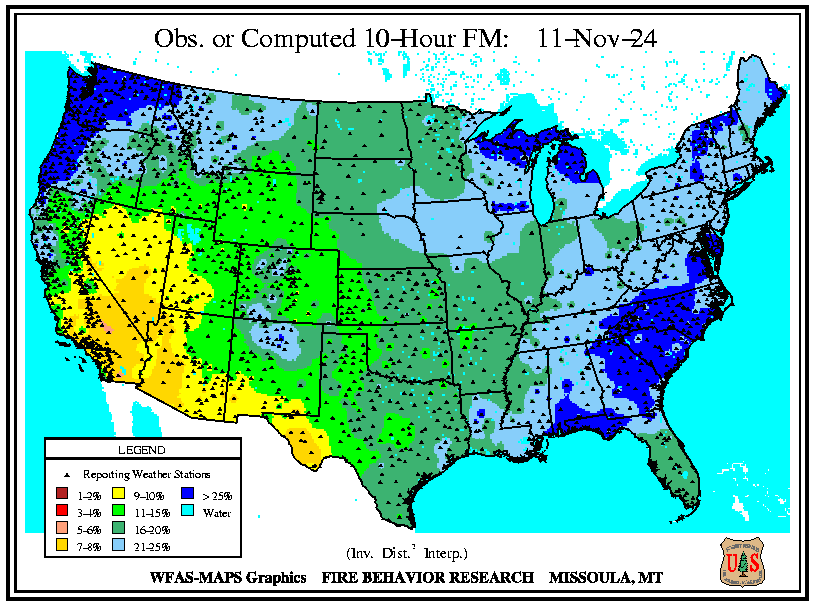 Obs. or Computed 10-Hour FM: 11-Nov-24
LEGEND
Reporting Weather Stations
1-2% 9-10% > 25%
3-4% 11-15% Water
5-6% 16-20%
7-8% 21-25%
(Inv. Dist.² Interp.)
WFAS-MAPS Graphics FIRE BEHAVIOR RESEARCH MISSOULA, MT
U S